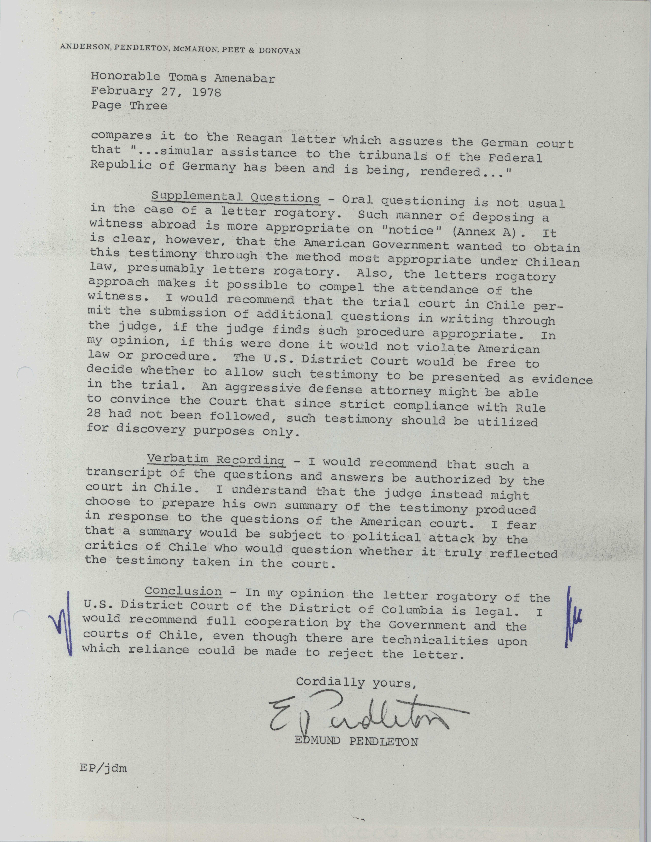 ANDERSON, PENDLETON, McMAHON, PEET & DONOVAN
Honorable Tomas Amenabar
February 27, 1978
Page Three
compares it to the Reagan letter which assures the German court
that "...simular assistance to the tribunals of the Federal
Republic of Germany has been and is being, rendered..."
Supplemental Questions - Oral questioning is not usual
in the case of a letter rogatory. Such manner of deposing a
witness abroad is more appropriate on "notice" (Annex A). It
is clear, however, that the American Government wanted to obtain
this testimony through the method most appropriate under Chilean
law, presumably letters rogatory. Also, the letters rogatory
approach makes it possible to compel the attendance of the
witness. I would recommend that the trial court in Chile per-
mit the submission of additional questions in writing through
the judge, if the judge finds such procedure appropriate. In
my opinion, if this were done it would not violate American
law or procedure. The U.S. District Court would be free to
decide whether to allow such testimony to be presented as evidence
in the trial. An aggressive defense attorney might be able
to convince the Court that since strict compliance with Rule
28 had not been followed, such testimony should be utilized
for discovery purposes only.
Verbatim Recording - I would recommend that such a
transcript of the questions and answers be authorized by the
court in Chile. I understand that the judge instead might
choose to prepare his own summary of the testimony produced
in response to the questions of the American court. I fear
that a summary would be subject to political attack by the
critics of Chile who would question whether it truly reflected
the testimony taken in the court.
Conclusion - In my opinion the letter rogatory of the
U.S. District Court of the District of Columbia is legal. I
would recommend full cooperation by the Government and the
courts of Chile, even though there are technicalities upon
which reliance could be made to reject the letter.
Cordially yours,
E Pendleton
EDMUND PENDLETON
EP/jdm